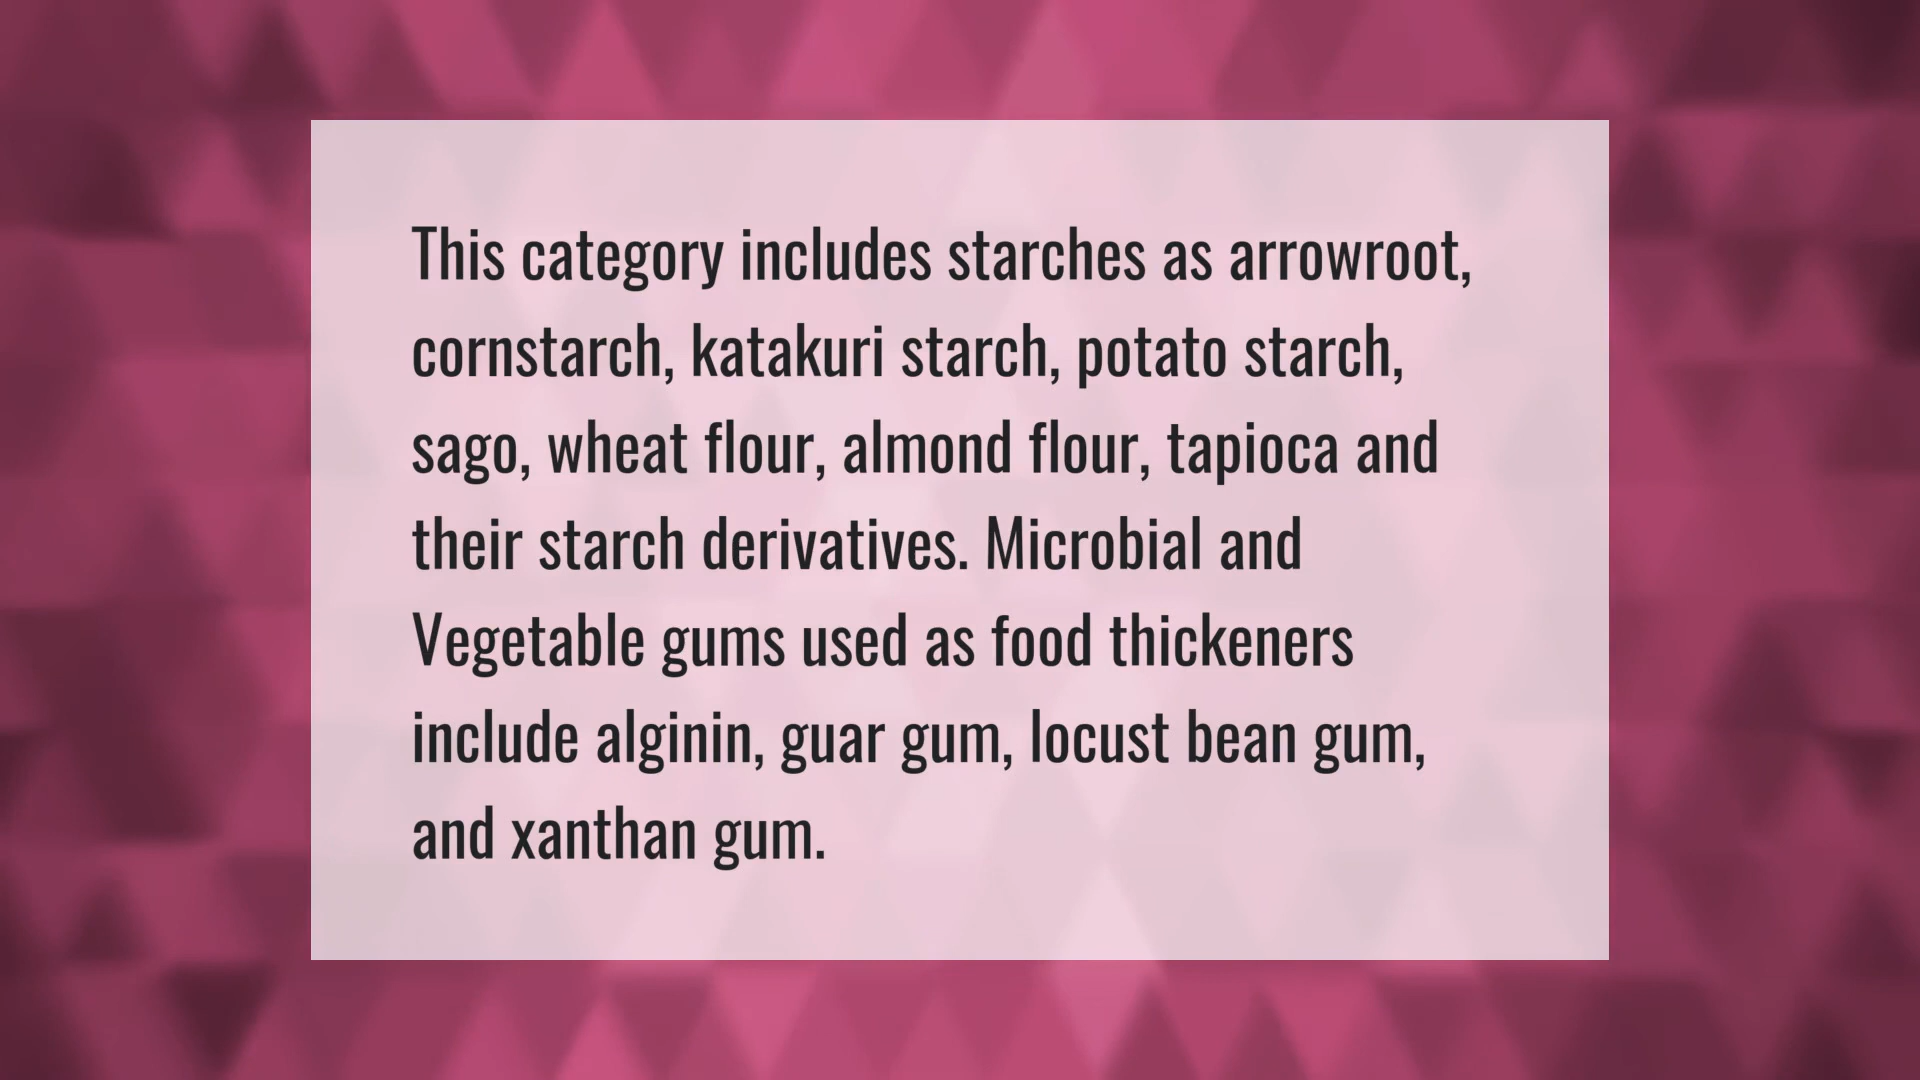 This category includes starches as arrowroot,
cornstarch, katakuri starch, potato starch,
sago, wheat flour, almond flour, tapioca and
their starch derivatives. Microbial and
Vegetable gums used as food thickeners
include alginin, guar gum, locust bean gum,
and xanthan gum.